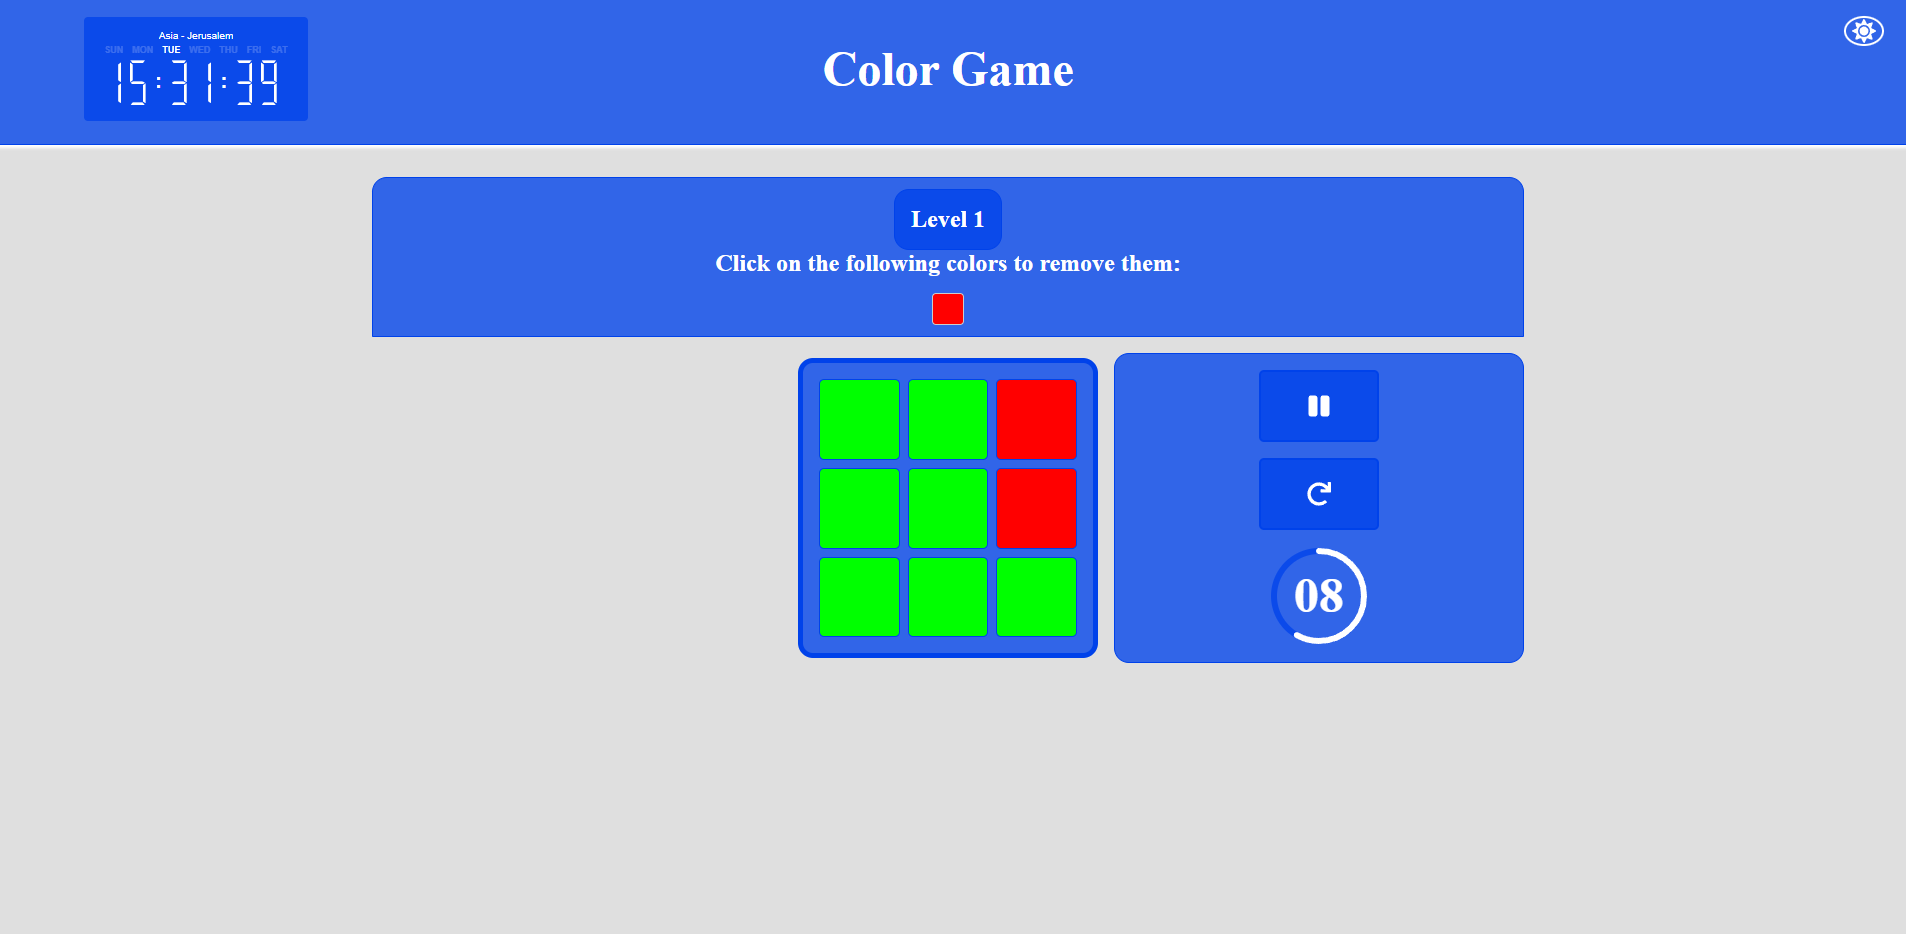 Asia - Jerusalem
SUN MON TUE WED THU FRI SAT
15:31:39
Color Game
Level 1
Click on the following colors to remove them:
08